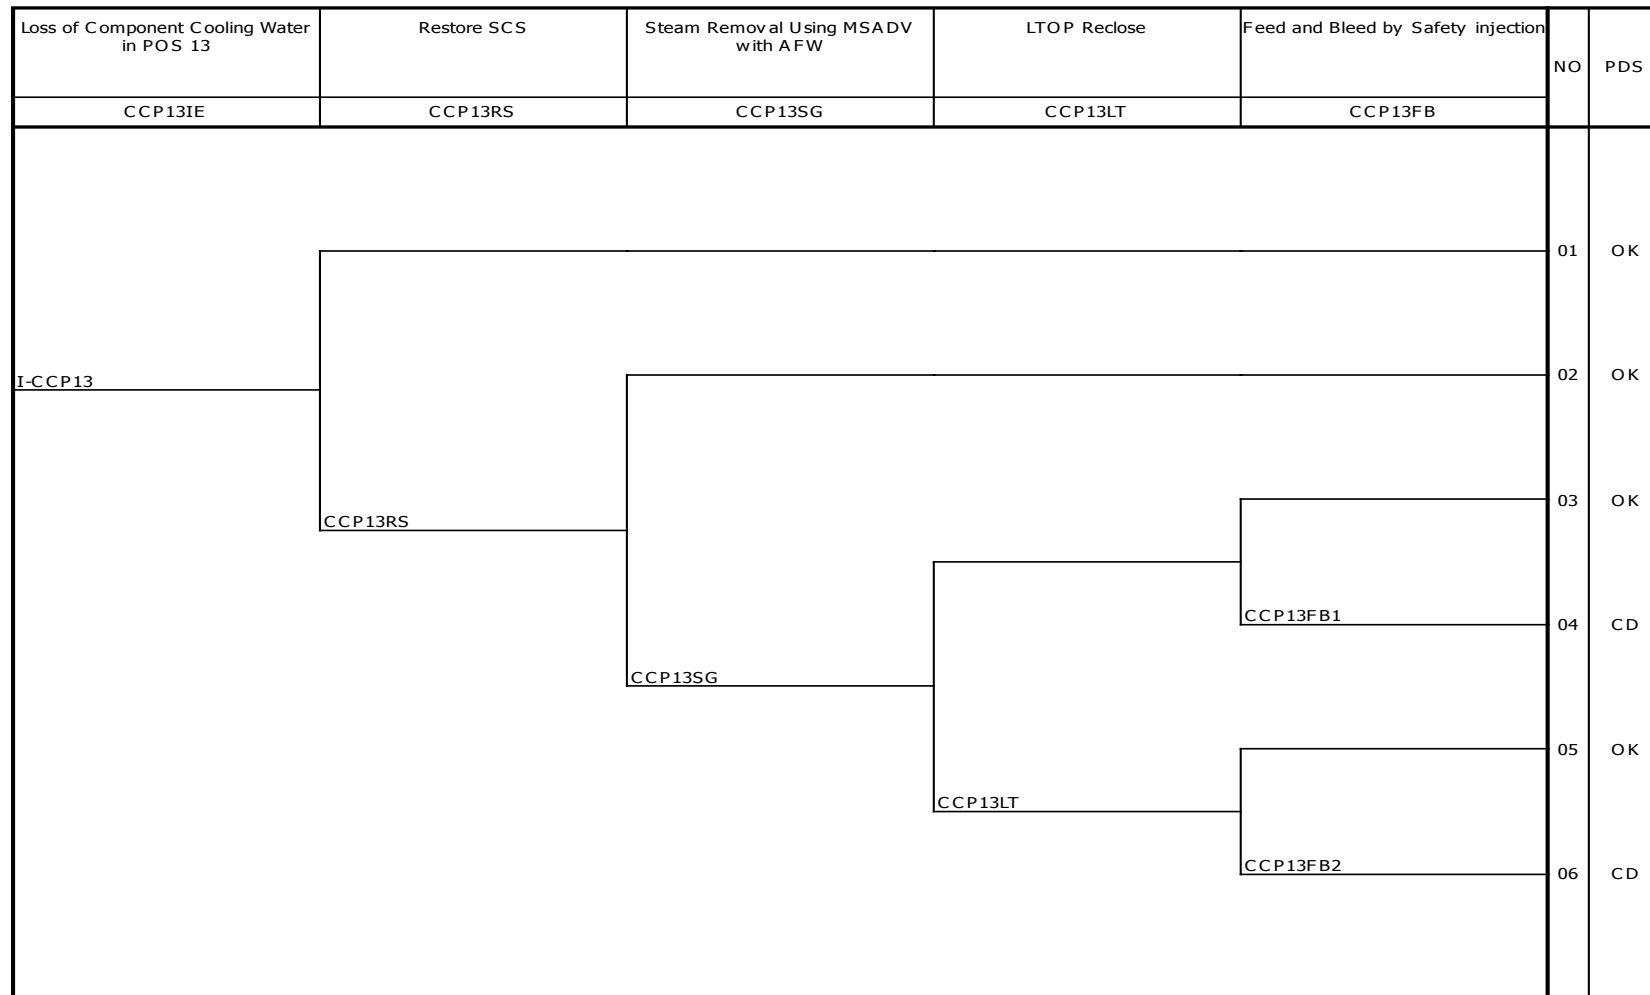 Loss of Component Cooling Water
in POS 13
Restore SCS
Steam Removal Using MSADV
with AFW
LTOP Reclose
Feed and Bleed by Safety injection
NO
PDS
CCP13IE
CCP13RS
CCP13SG
CCP13LT
CCP13FB
01 OK
I-CCP13
02 OK
03 OK
CCP13RS
CCP13FB1
04 CD
CCP13SG
05 OK
CCP13LT
CCP13FB2
06 CD